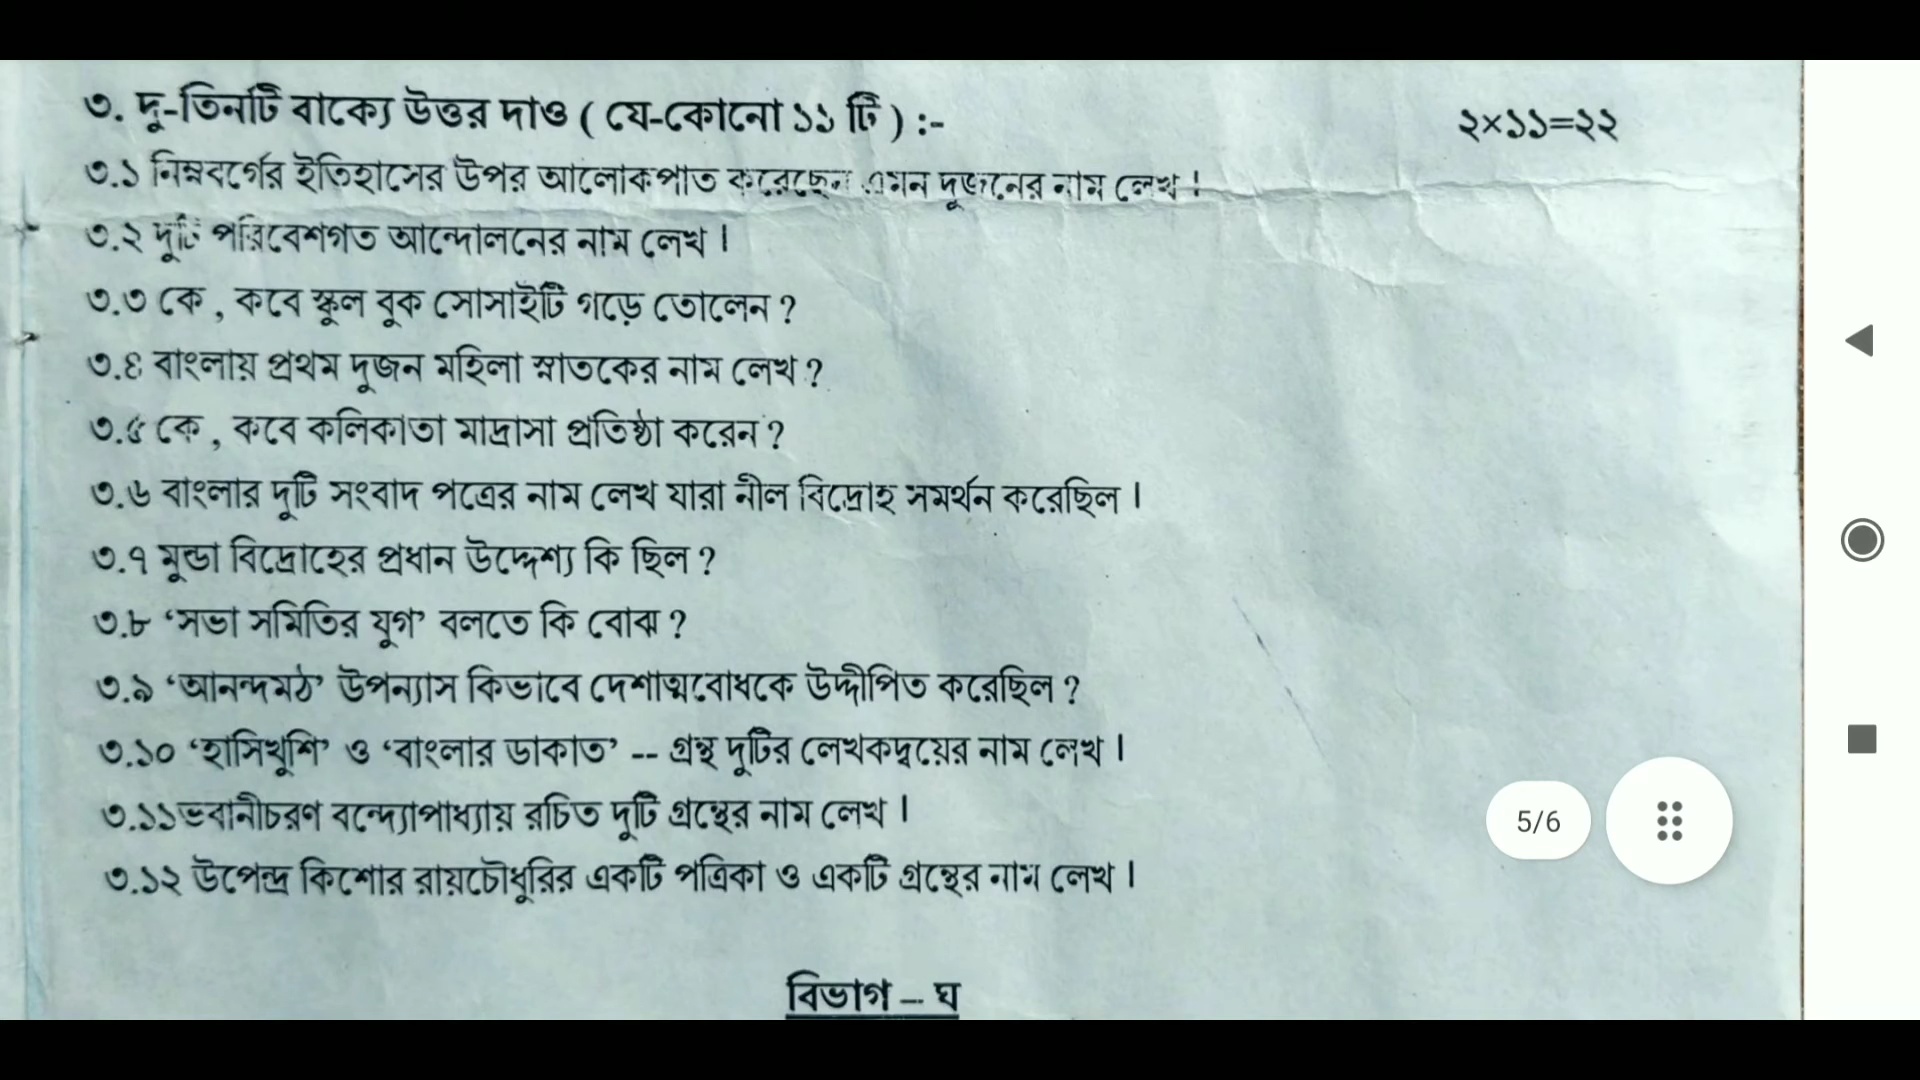 ৩. দু-তিনটি বাক্যে উত্তর দাও ( যে-কোনো ১১ টি ) :- ২×১১=২২
৩.১ নিম্নবর্গের ইতিহাসের উপর আলোকপাত করেছেন এমন দুজনের নাম লেখ।
৩.২ দুটি পরিবেশগত আন্দোলনের নাম লেখ ।
৩.৩ কে , কবে স্কুল বুক সোসাইটি গড়ে তোলেন ?
৩.৪ বাংলায় প্রথম দুজন মহিলা স্নাতকের নাম লেখ ?
৩.৫ কে , কবে কলিকাতা মাদ্রাসা প্রতিষ্ঠা করেন ?
৩.৬ বাংলার দুটি সংবাদ পত্রের নাম লেখ যারা নীল বিদ্রোহ সমর্থন করেছিল ।
৩.৭ মুন্ডা বিদ্রোহের প্রধান উদ্দেশ্য কি ছিল ?
৩.৮ ‘সভা সমিতির যুগ’ বলতে কি বোঝ ?
৩.৯ ‘আনন্দমঠ’ উপন্যাস কিভাবে দেশাত্মবোধকে উদ্দীপিত করেছিল ?
৩.১০ ‘হাসিখুশি’ ও ‘বাংলার ডাকাত’ -- গ্রন্থ দুটির লেখকদ্বয়ের নাম লেখ ।
৩.১১ভবানীচরণ বন্দ্যোপাধ্যায় রচিত দুটি গ্রন্থের নাম লেখ ।
5/6
৩.১২ উপেন্দ্র কিশোর রায়চৌধুরির একটি পত্রিকা ও একটি গ্রন্থের নাম লেখ ।
বিভাগ – ঘ